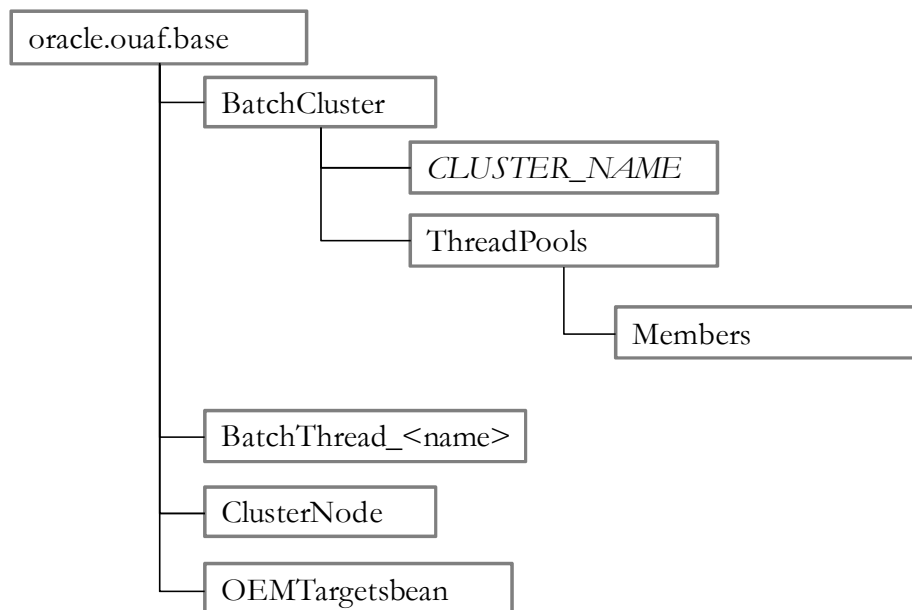 oracle.ouaf.base
BatchCluster
CLUSTER_NAME
ThreadPools
Members
BatchThread_<name>
ClusterNode
OEMTargetsbean